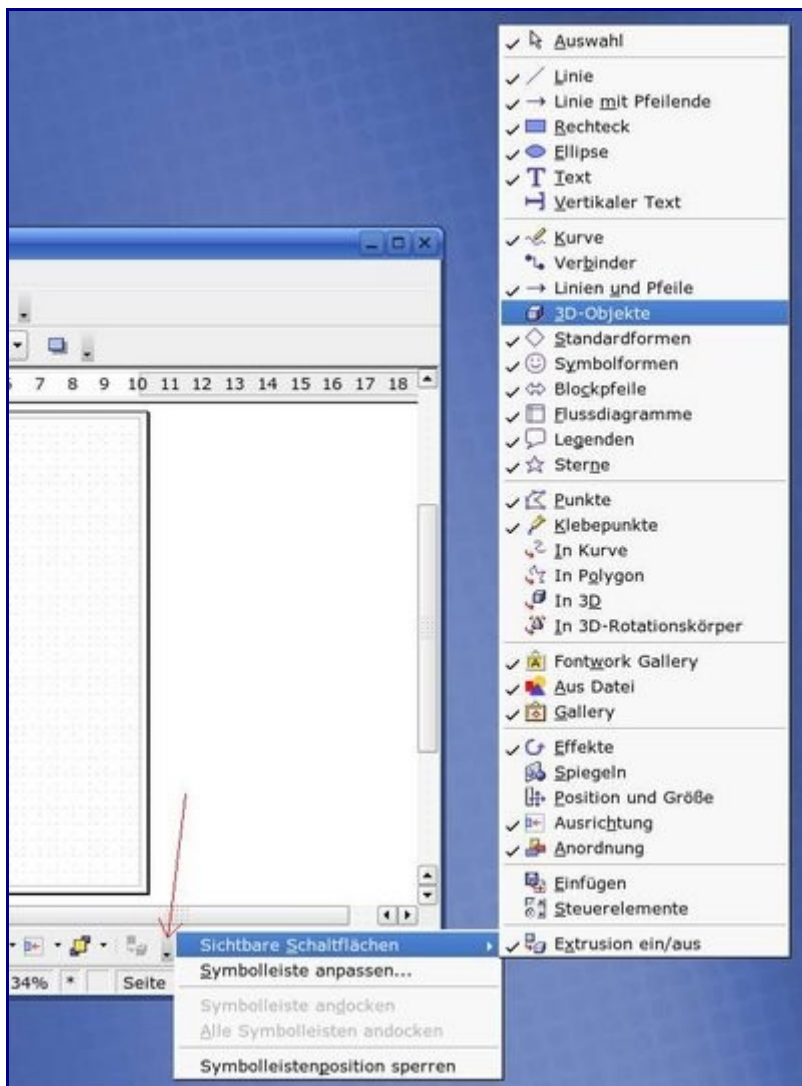 Auswahl
Linie
Linie mit Pfeilende
Rechteck
Ellipse
Text
Vertikaler Text
Kurve
Verbinder
Linien und Pfeile
3D-Objekte
Standardformen
Symbolformen
Blockpfeile
Flussdiagramme
Legenden
Sterne
Punkte
Klebepunkte
In Kurve
In Polygon
In 3D
In 3D-Rotationskörper
Fontwork Gallery
Aus Datei
Gallery
Effekte
Spiegeln
Position und Größe
Ausrichtung
Anordnung
Einfügen
Steuerelemente
Extrusion ein/aus
7 8 9 10 11 12 13 14 15 16 17 18
Sichtbare Schaltflächen
Symbolleiste anpassen...
Symbolleiste andocken
Alle Symbolleisten andocken
Symbolleistenposition sperren
34% * Seite